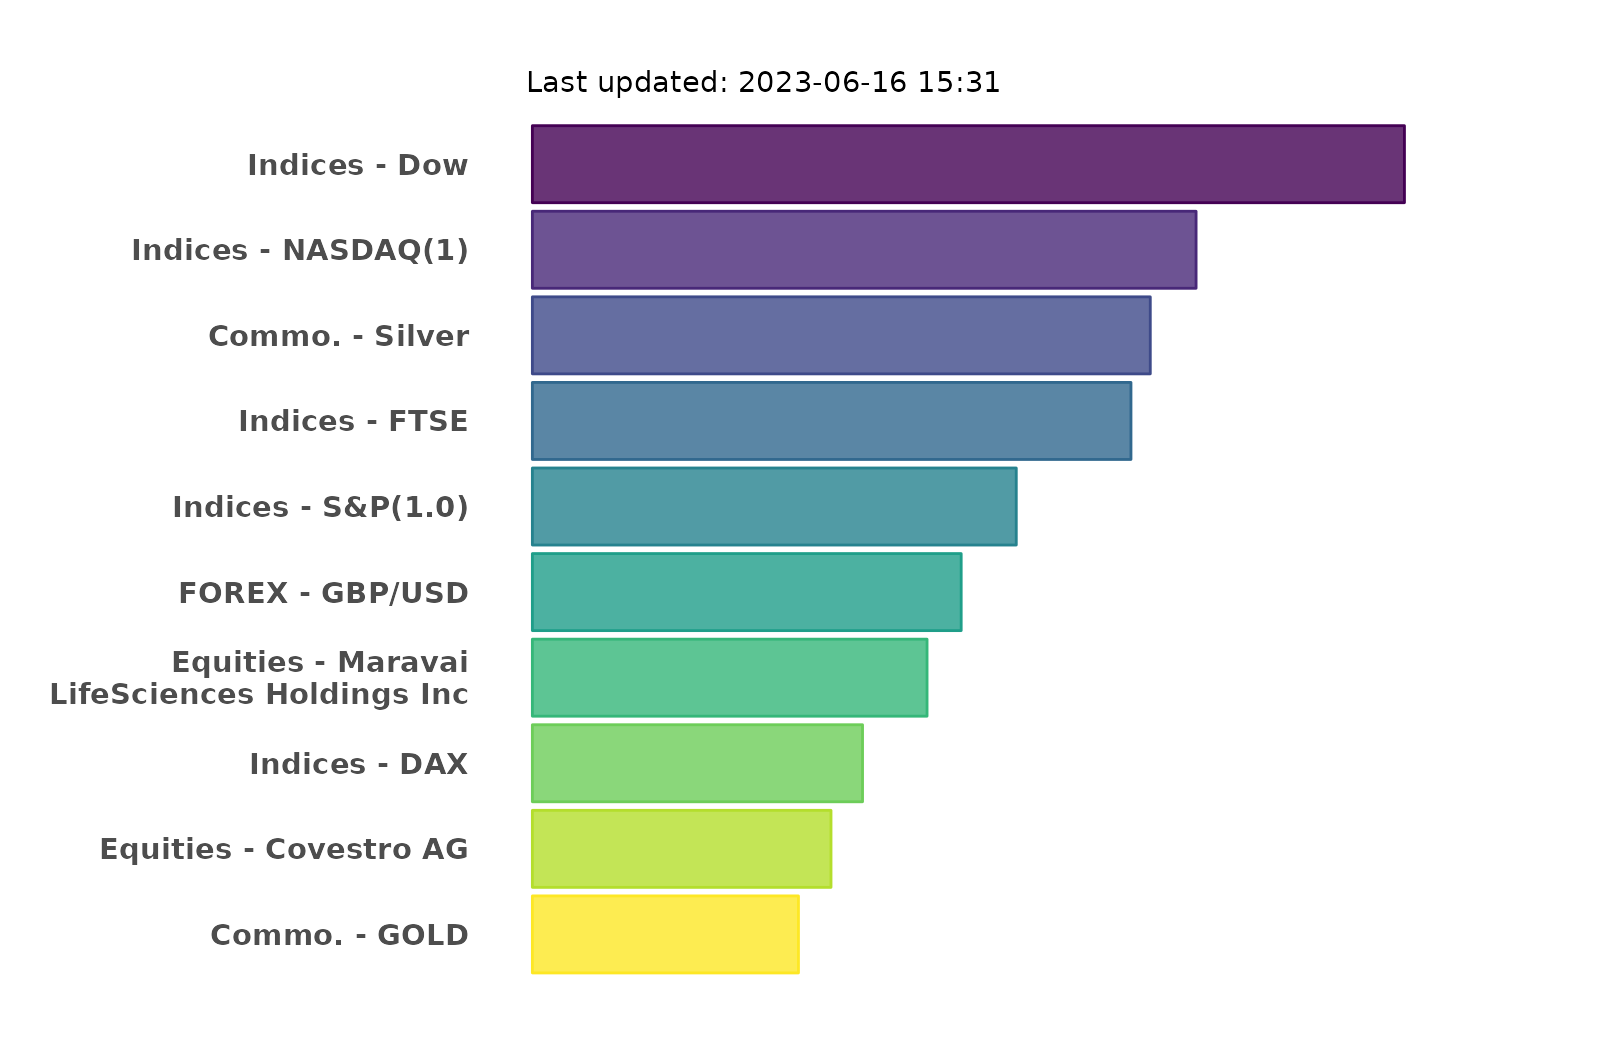 Last updated: 2023-06-16 15:31
Indices - Dow
Indices - NASDAQ(1)
Commo. - Silver
Indices - FTSE
Indices - S&P(1.0)
FOREX - GBP/USD
Equities - Maravai
LifeSciences Holdings Inc
Indices - DAX
Equities - Covestro AG
Commo. - GOLD